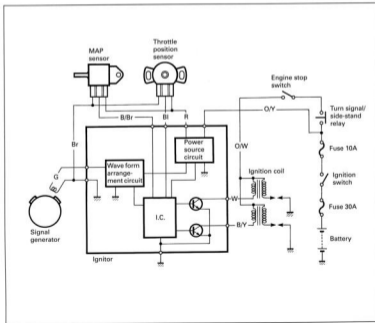 MAP
sensor
Throttle
position
sensor
Engine stop
switch
B/Br
Bl
R
O/Y
Turn signal/
side-stand
relay
Br
O/W
Power
source
circuit
Fuse 10A
G
Wave form
arrange-
ment circuit
Ignition coil
Ignition
switch
I.C.
W
Fuse 30A
Signal
generator
B/Y
Ignitor
Battery